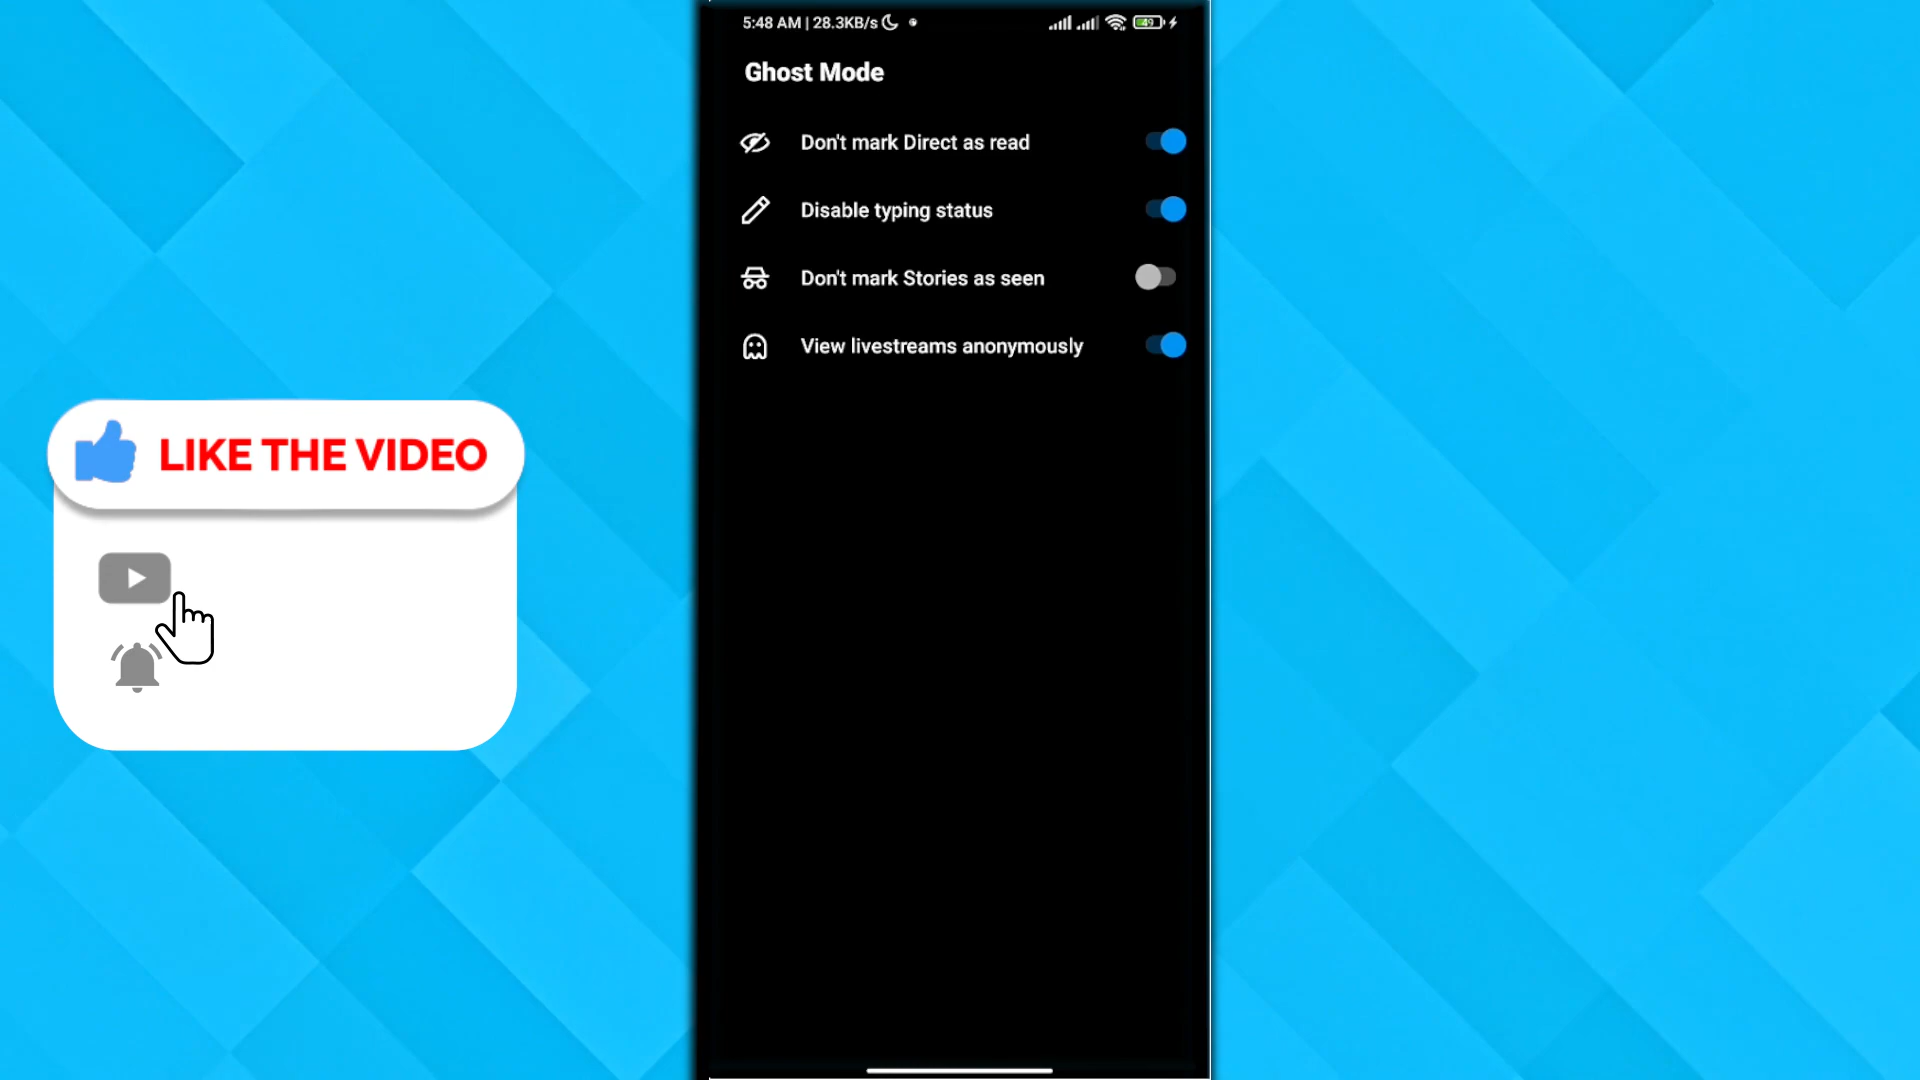 5:48 AM | 28.3KB/s
49
Ghost Mode
Don't mark Direct as read
Disable typing status
Don't mark Stories as seen
View livestreams anonymously
LIKE THE VIDEO